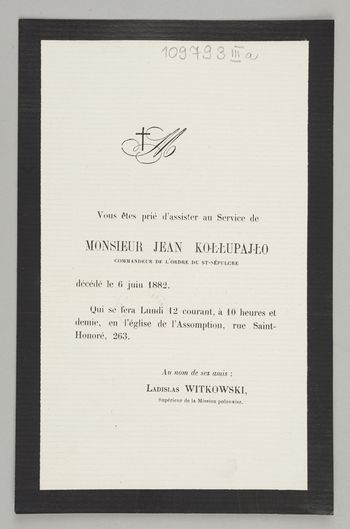 109793 III a
M
Vous êtes prié d'assister au Service de
MONSIEUR JEAN KOŁŁUPAJŁO
COMMANDEUR DE L'ORDRE DU ST-SÉPULCRE
décédé le 6 juin 1882.
Qui se fera Lundi 12 courant, à 10 heures et
demie, en l'église de l'Assomption, rue Saint-
Honoré, 263.
Au nom de ses amis :
LADISLAS WITKOWSKI,
Supérieur de la Mission polonaise.